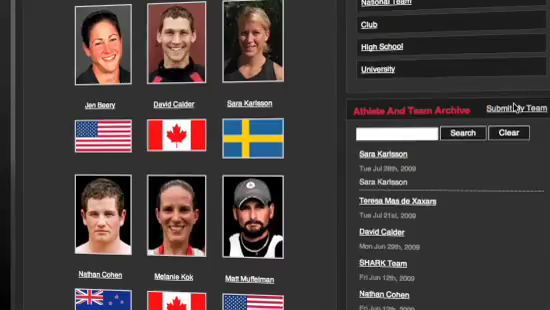 National Team
Club
High School
University
Athlete And Team Archive
Submit My Team
Search
Clear
Sara Karlsson
Tue Jul 28th, 2009
Sara Karlsson
Teresa Mas de Xaxars
Tue Jul 21st, 2009
David Calder
Mon Jun 29th, 2009
SHARK Team
Fri Jun 12th, 2009
Nathan Cohen
Fri Jun 12th, 2009
Jen Beery
David Calder
Sara Karlsson
Nathan Cohen
Melanie Kok
Matt Muffelman